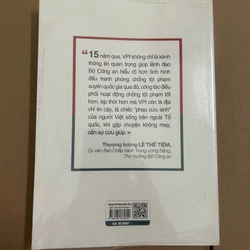 “15 năm qua, VPI không chỉ là kênh
thông tin quan trọng giúp lãnh đạo
Bộ Công an hiểu rõ hơn tình hình
đấu tranh phòng chống tội phạm
xuyên quốc gia qua đó, công tác điều
phối hoạt động chống tội phạm tốt
hơn, kịp thời hơn mà VPI còn là địa
chỉ tin cậy, là chiếc “phao cứu sinh”
của người Việt sống bên ngoài Tổ
quốc, khi gặp chuyện không may,
cần sự cứu giúp.”
Thượng tướng LÊ THẾ TIỆM,
Ủy viên Ban Chấp hành Trung ương Đảng,
Thứ trưởng Bộ Công an